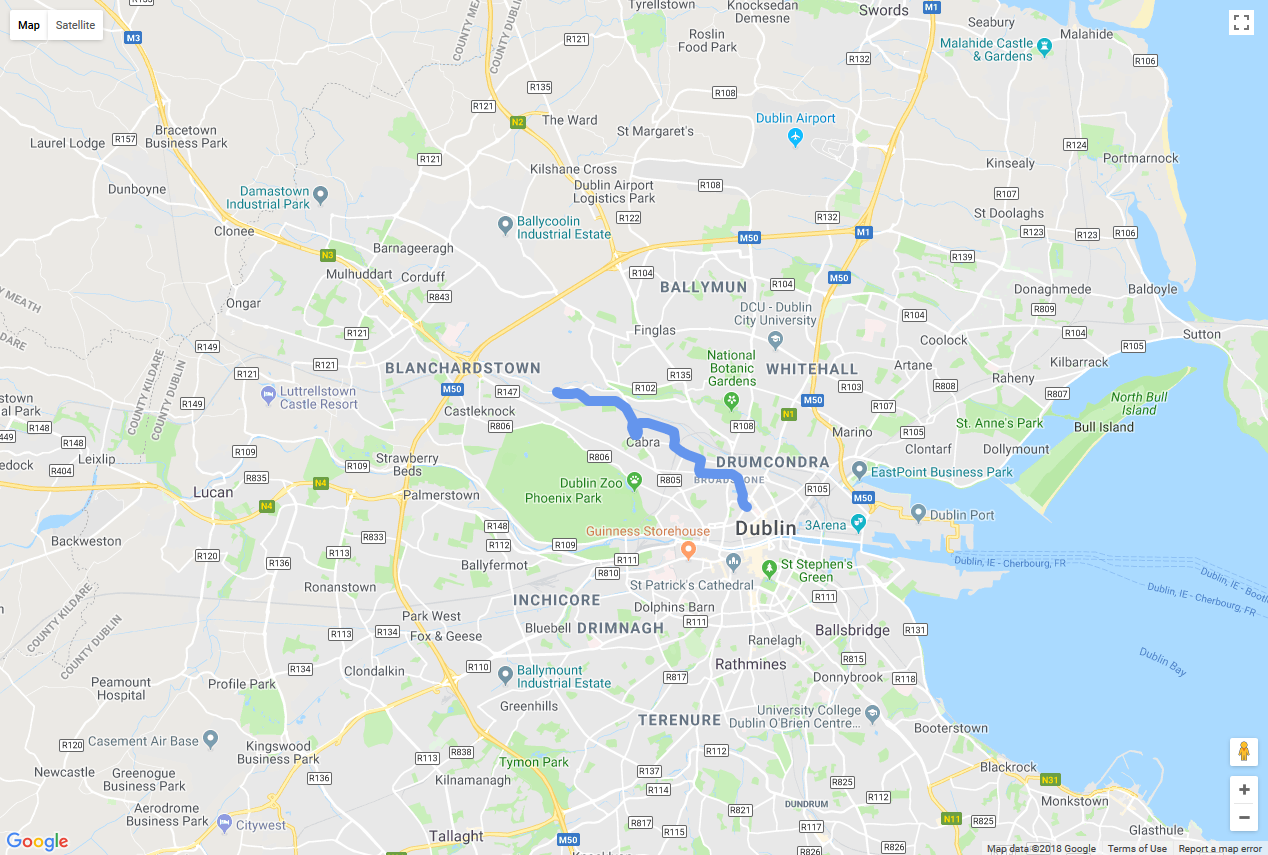 Map
Satellite
R133
Tyrellstown
Knocksedan
Demesne
Swords
M1
Seabury
Malahide
M3
COUNTY MEATH
COUNTY DUBLIN
R121
Roslin
Food Park
R132
Malahide Castle
& Gardens
R106
R135
R108
R121
N2
The Ward
St Margaret's
Dublin Airport
Laurel Lodge
R157
Bracetown
Business Park
R121
Kilshane Cross
R124
Kinsealy
Portmarnock
Dunboyne
Damastown
Industrial Park
Dublin Airport
Logistics Park
R108
R107
Clonee
Ballycoolin
Industrial Estate
R122
R132
St Doolaghs
R123
R123
R106
M50
M1
Barnageeragh
N3
R139
Mulhuddart
Corduff
R104
M50
BALLYMUN
R104
Donaghmede
Baldoyle
Ongar
R843
COUNTY MEATH
DARE
DCU - Dublin
City University
R104
R809
R121
Finglas
Coolock
R104
Sutton
R149
R105
National
Botanic
Gardens
Kilbarrack
BLANCHARDSTOWN
R121
R121
R135
WHITEHALL
Artane
Raheny
R102
R103
R808
R807
Luttrellstown
Castle Resort
M50
R147
M50
North Bull
Island
stown
al Park
R149
Castleknock
N1
R107
Bull Island
R148
R806
R108
Marino
R105
St. Anne's Park
449
R148
COUNTY KILDARE
COUNTY DUBLIN
Cabra
Clontarf
Dollymount
edock
R404
Leixlip
R109
Strawberry
Beds
R806
DRUMCONDRA
EastPoint Business Park
R109
R835
Dublin Zoo
R805
BROADSTONE
Lucan
N4
N4
Palmerstown
Phoenix Park
R105
M50
Dublin Port
R148
Guinness Storehouse
Dublin
3Arena
Backweston
R833
R112
R109
R113
R120
R111
R136
Ballyfermot
R810
St Patrick's Cathedral
St Stephen's
Green
Dublin, IE - Cherbourg, FR
Dublin, IE - Cherbourg, FR
Ronanstown
INCHICORE
Dolphins Barn
R111
COUNTY KILDARE
COUNTY DUBLIN
Park West
R113
R134
Fox & Geese
Bluebell
DRIMNAGH
R111
Ranelagh
Ballsbridge
R131
R134
Clondalkin
R110
Rathmines
R815
Dublin Bay
Peamount
Hospital
Profile Park
Ballymount
Industrial Estate
R817
Donnybrook
R118
Greenhills
University College
Dublin O'Brien Centre...
TERENURE
R120
Casement Air Base
Booterstown
Kingswood
Business Park
R838
R113
R112
Tymon Park
Newcastle
Greenogue
Business Park
R136
Kilnamanagh
R137
R114
R825
R112
Blackrock
N31
Monkstown
Aerodrome
Business Park
DUNDRUM
R821
Citywest
Tallaght
R817
R115
R117
N11
R825
Glasthule
M50
R826
R826
Google
Map data ©2018 Google
Terms of Use
Report a map error